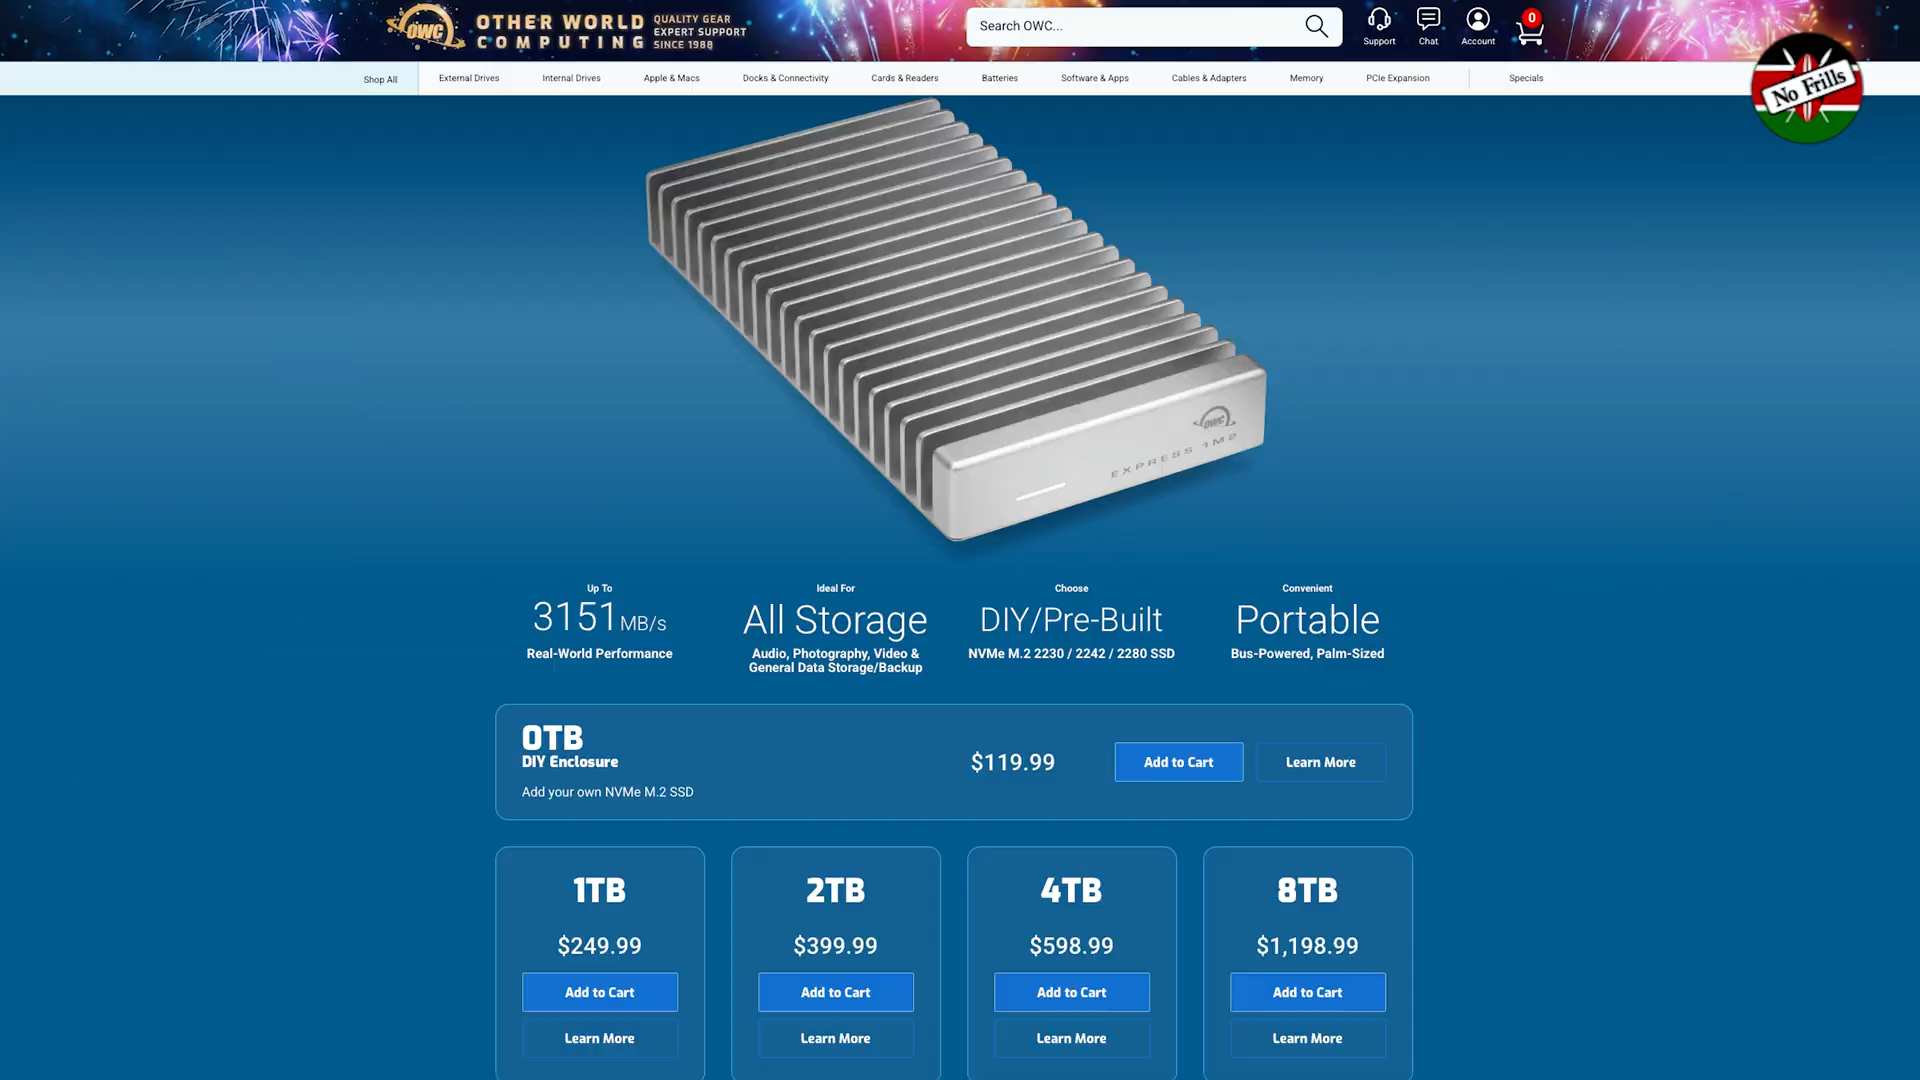 OWC
OTHER WORLD
COMPUTING
QUALITY GEAR
EXPERT SUPPORT
SINCE 1988
Search OWC...
Support
Chat
Account
0
Shop All
External Drives
Internal Drives
Apple & Macs
Docks & Connectivity
Cards & Readers
Batteries
Software & Apps
Cables & Adapters
Memory
PCIe Expansion
Specials
No Frills
OWC
EXPRESS 1M2
Up To
3151MB/s
Real-World Performance
Ideal For
All Storage
Audio, Photography, Video &
General Data Storage/Backup
Choose
DIY/Pre-Built
NVMe M.2 2230 / 2242 / 2280 SSD
Convenient
Portable
Bus-Powered, Palm-Sized
0TB
DIY Enclosure
Add your own NVMe M.2 SSD
$119.99
Add to Cart
Learn More
1TB
$249.99
Add to Cart
Learn More
2TB
$399.99
Add to Cart
Learn More
4TB
$598.99
Add to Cart
Learn More
8TB
$1,198.99
Add to Cart
Learn More